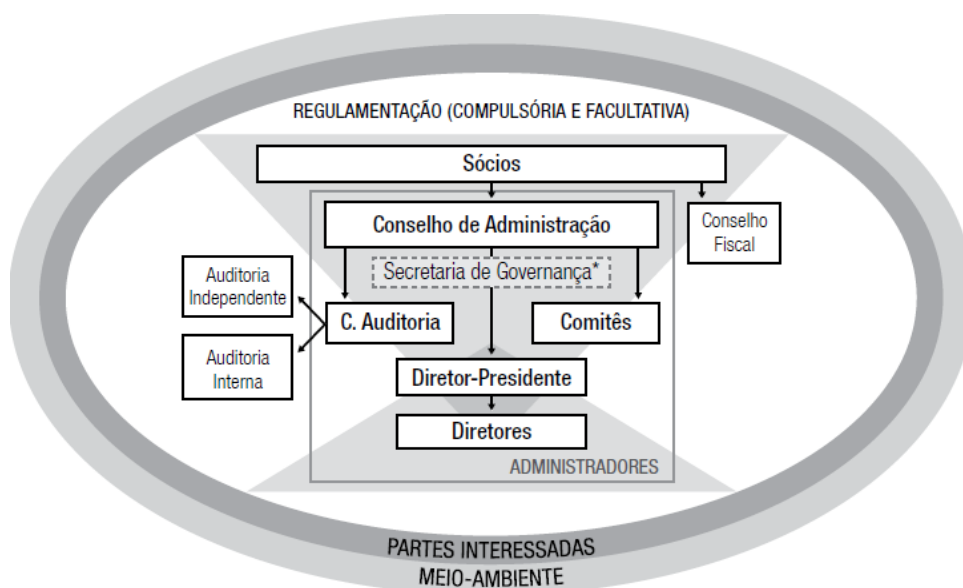 REGULAMENTAÇÃO (COMPULSÓRIA E FACULTATIVA)
Sócios
Conselho de Administração
Conselho
Fiscal
Secretaria de Governança*
Auditoria
Independente
C. Auditoria
Comitês
Auditoria
Interna
Diretor-Presidente
Diretores
ADMINISTRADORES
PARTES INTERESSADAS
MEIO-AMBIENTE